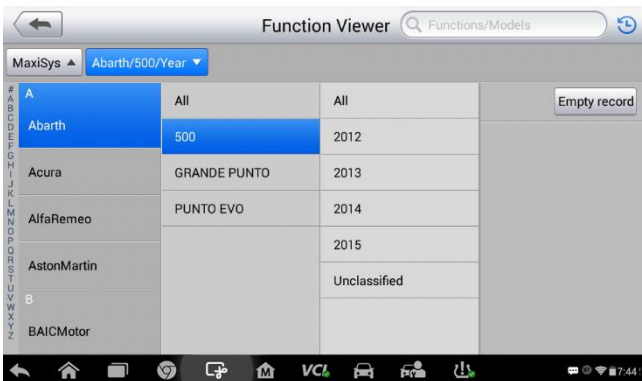 Function Viewer
Functions/Models
MaxiSys ▲
Abarth/500/Year ▼
#
A
B
C
D
E
F
G
H
I
J
K
L
M
N
O
P
Q
R
S
T
U
V
W
X
Y
Z
A
Abarth
Acura
AlfaRemeo
AstonMartin
B
BAICMotor
All
500
GRANDE PUNTO
PUNTO EVO
All
2012
2013
2014
2015
Unclassified
Empty record
M
VCI
7:44